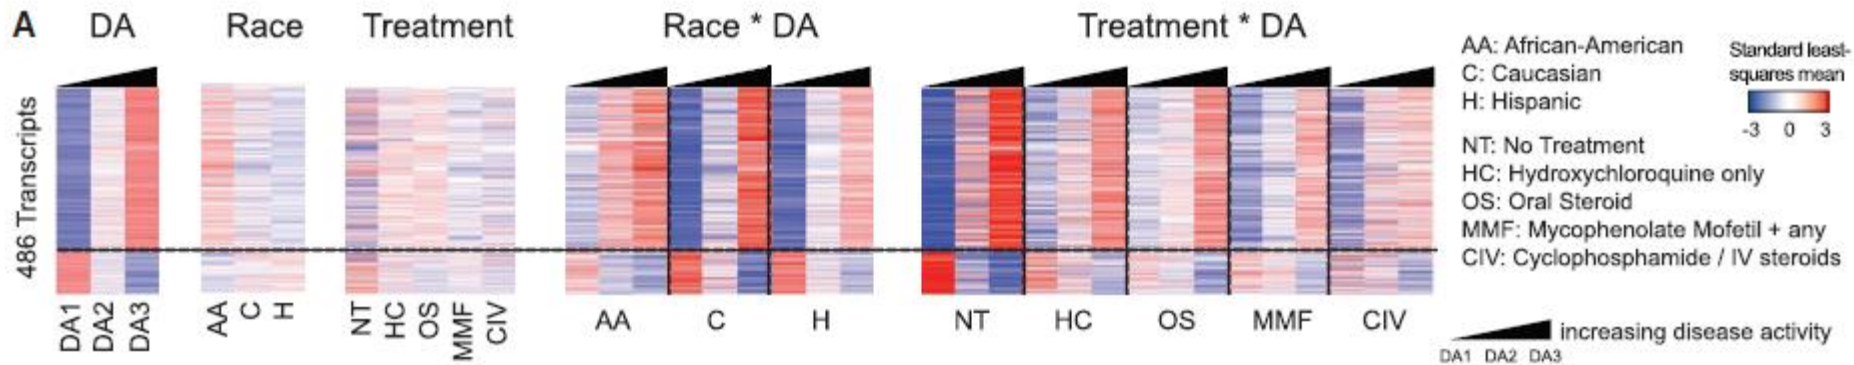 A
DA
Race
Treatment
Race * DA
Treatment * DA
486 Transcripts
DA1
DA2
DA3
AA
C
H
NT
HC
OS
MMF
CIV
AA
C
H
NT
HC
OS
MMF
CIV
AA: African-American
C: Caucasian
H: Hispanic
NT: No Treatment
HC: Hydroxychloroquine only
OS: Oral Steroid
MMF: Mycophenolate Mofetil + any
CIV: Cyclophosphamide / IV steroids
Standard least-
squares mean
-3 0 3
increasing disease activity
DA1 DA2 DA3